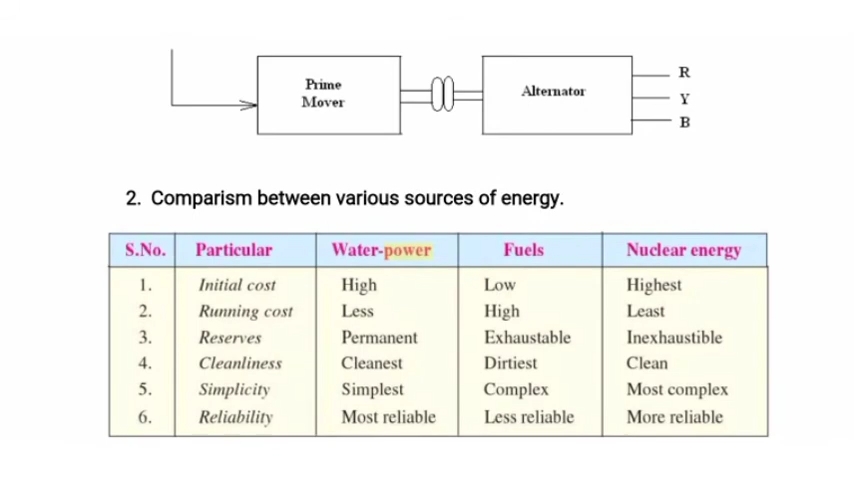 Prime
Mover
Alternator
R
Y
B
2. Comparism between various sources of energy.
S.No. Particular Water-power Fuels Nuclear energy
1. Initial cost High Low Highest
2. Running cost Less High Least
3. Reserves Permanent Exhaustable Inexhaustible
4. Cleanliness Cleanest Dirtiest Clean
5. Simplicity Simplest Complex Most complex
6. Reliability Most reliable Less reliable More reliable